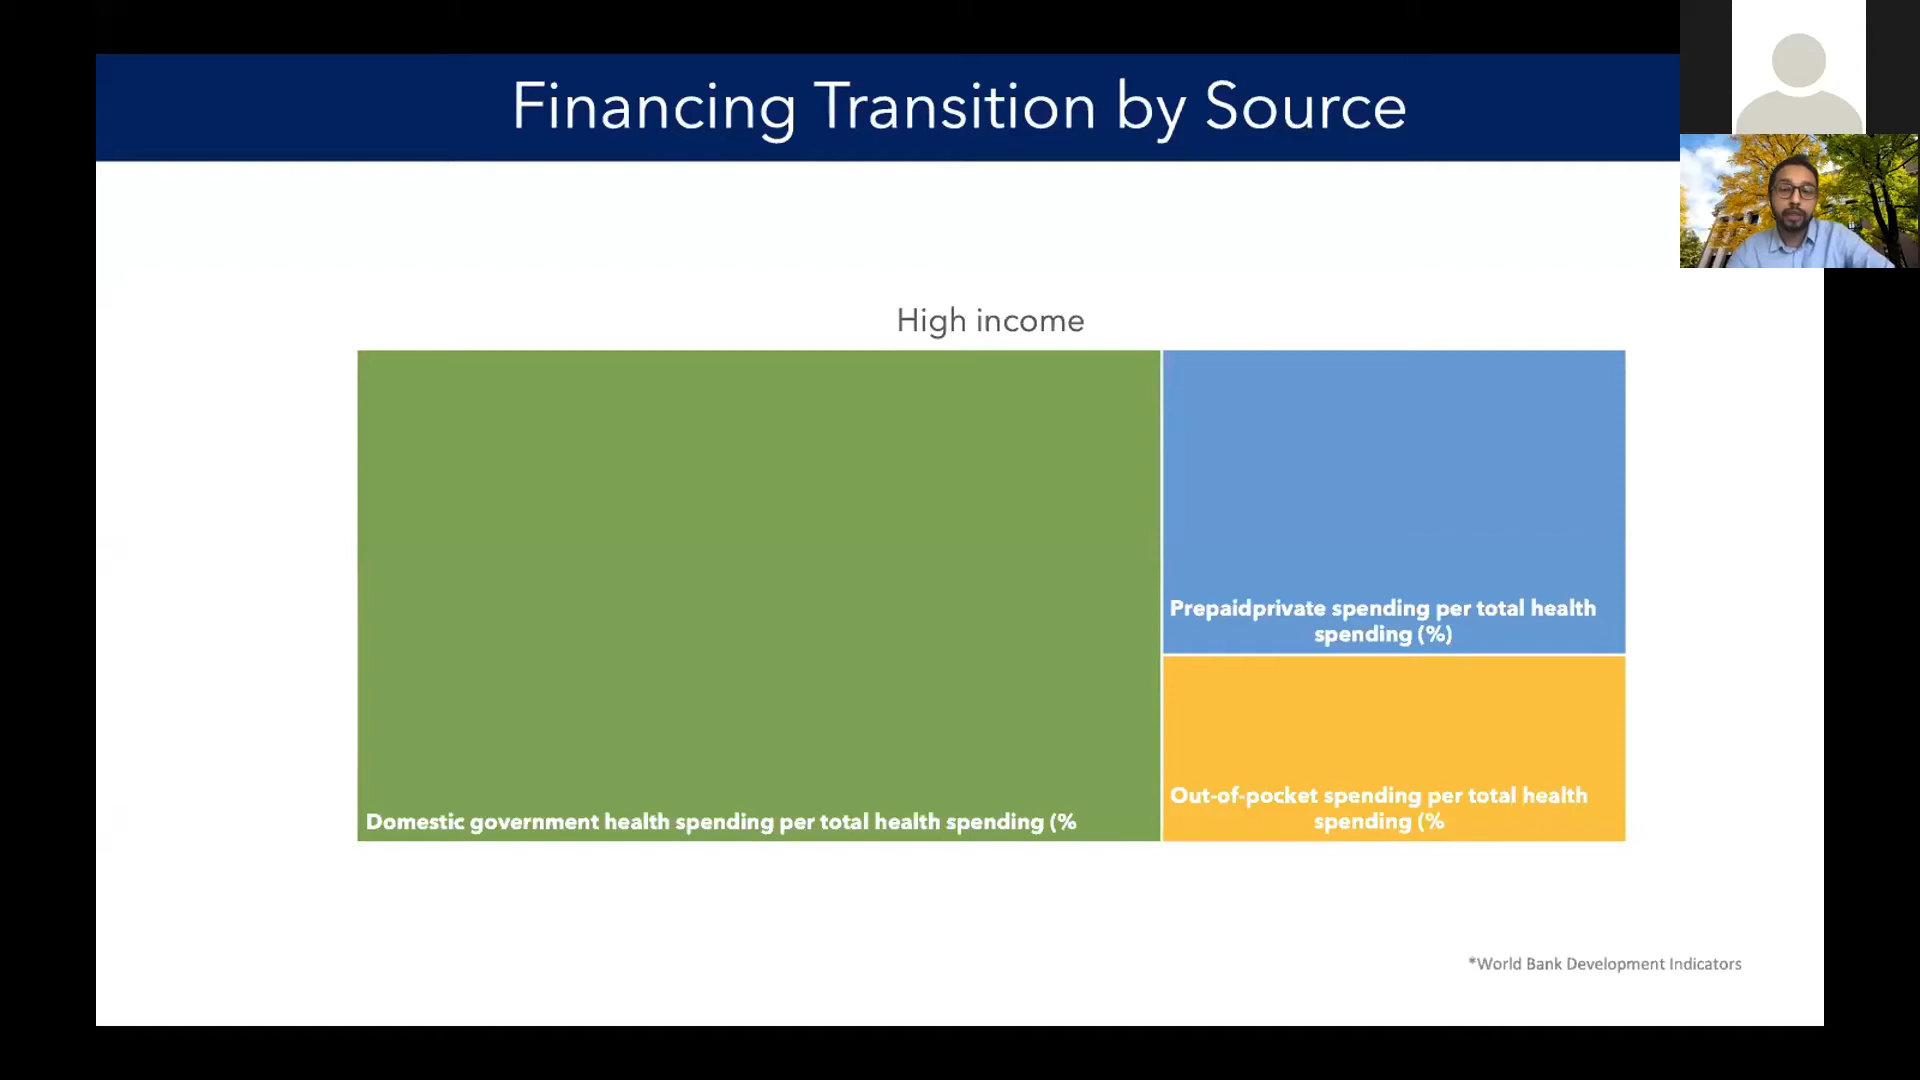 Financing Transition by Source
High income
Prepaidprivate spending per total health
spending (%)
Domestic government health spending per total health spending (%
Out-of-pocket spending per total health
spending (%
*World Bank Development Indicators